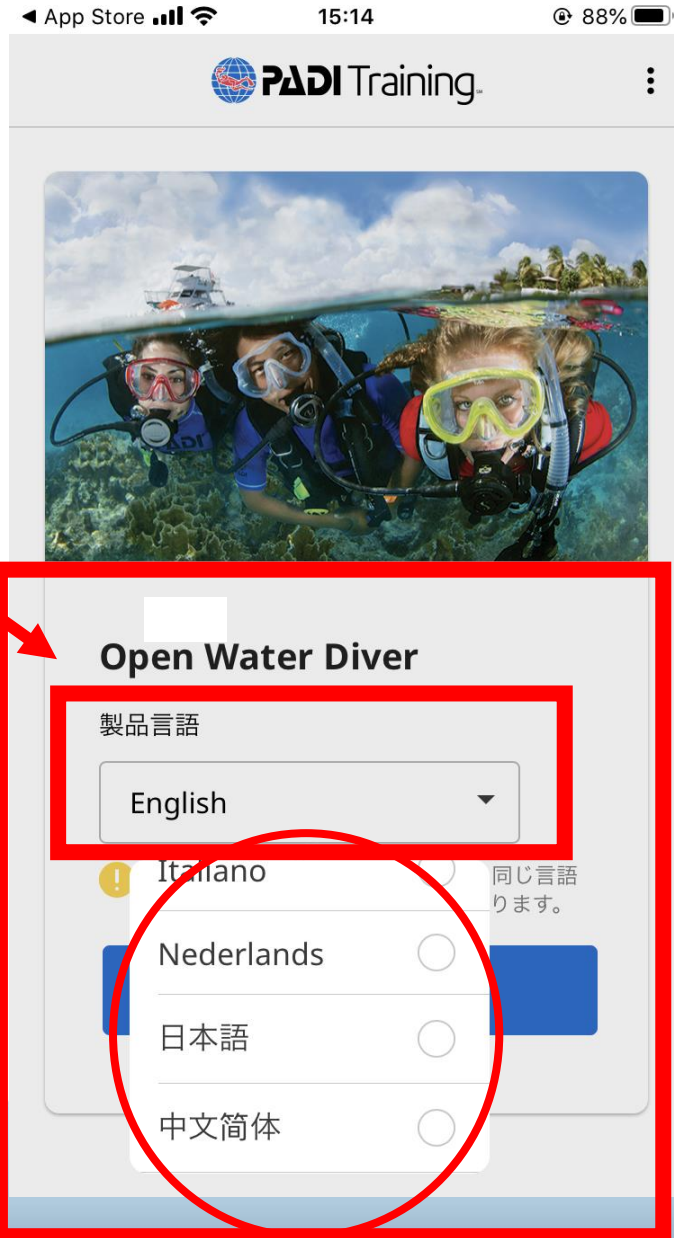 ◀ App Store
15:14
88%
PADI Training
Open Water Diver
製品言語
English
同じ言語
ります。
Italiano
Nederlands
日本語
中文简体